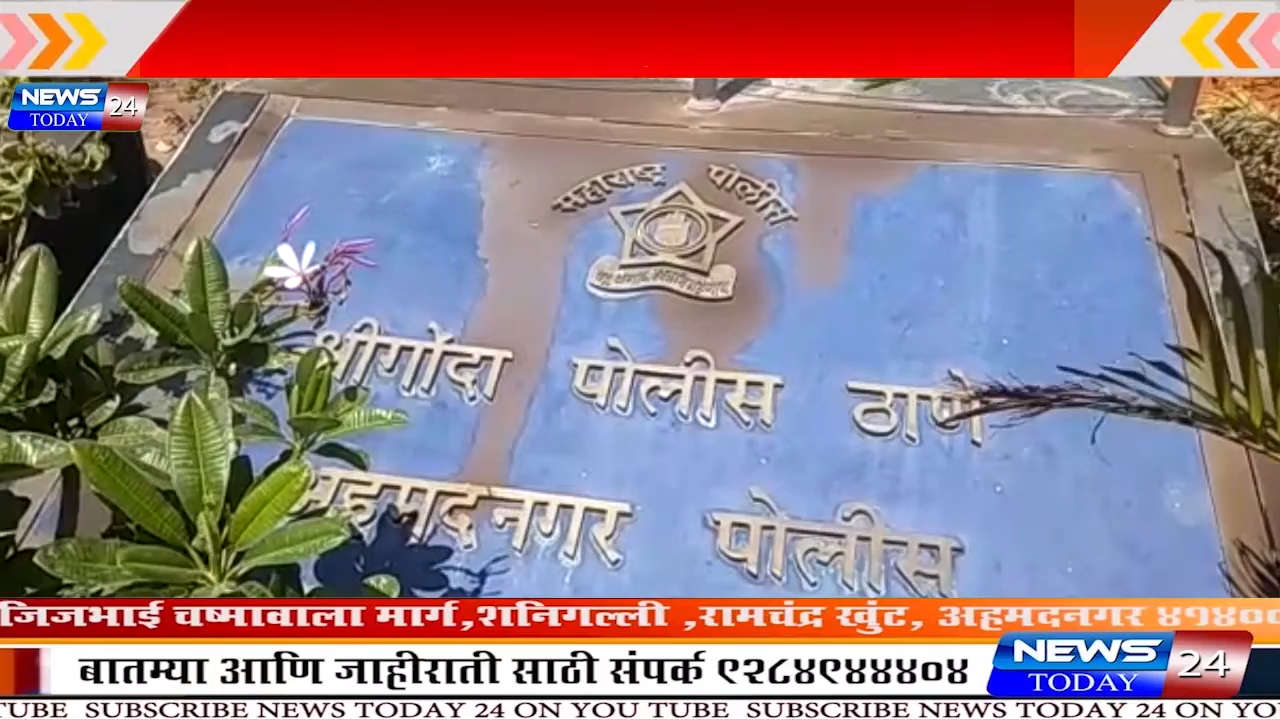 NEWS 24
TODAY
महाराष्ट्र पोलीस
श्रीगोंदा पोलीस ठाणे
अहमदनगर पोलीस
जिजभाई चष्मावाला मार्ग,शनिगल्ली ,रामचंद्र खुंट, अहमदनगर ४१४००
बातम्या आणि जाहीराती साठी संपर्क ९२८४९४४४०४
NEWS 24
TODAY
TUBE SUBSCRIBE NEWS TODAY 24 ON YOU TUBE SUBSCRIBE NEWS TODAY 24 ON YO